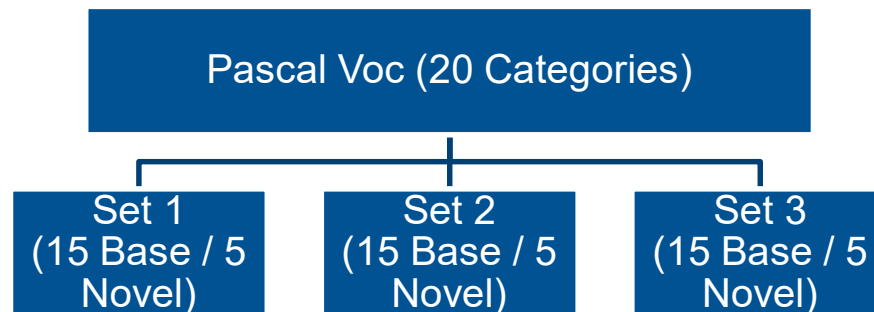 Pascal Voc (20 Categories)
Set 1
(15 Base / 5
Novel)
Set 2
(15 Base / 5
Novel)
Set 3
(15 Base / 5
Novel)